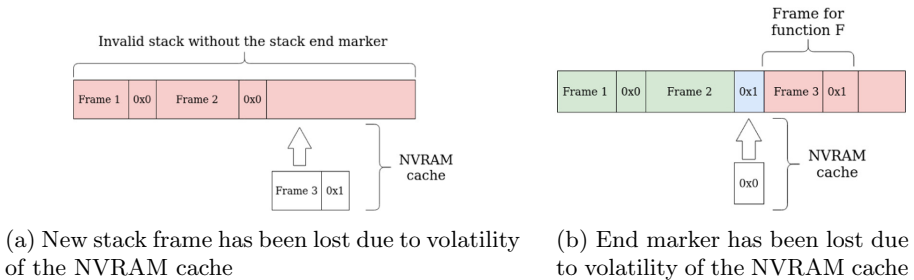 Invalid stack without the stack end marker
Frame 1 0x0 Frame 2 0x0
Frame 3 0x1
NVRAM
cache
(a) New stack frame has been lost due to volatility
of the NVRAM cache
Frame for
function F
Frame 1 0x0 Frame 2 0x1 Frame 3 0x1
0x0
NVRAM
cache
(b) End marker has been lost due
to volatility of the NVRAM cache